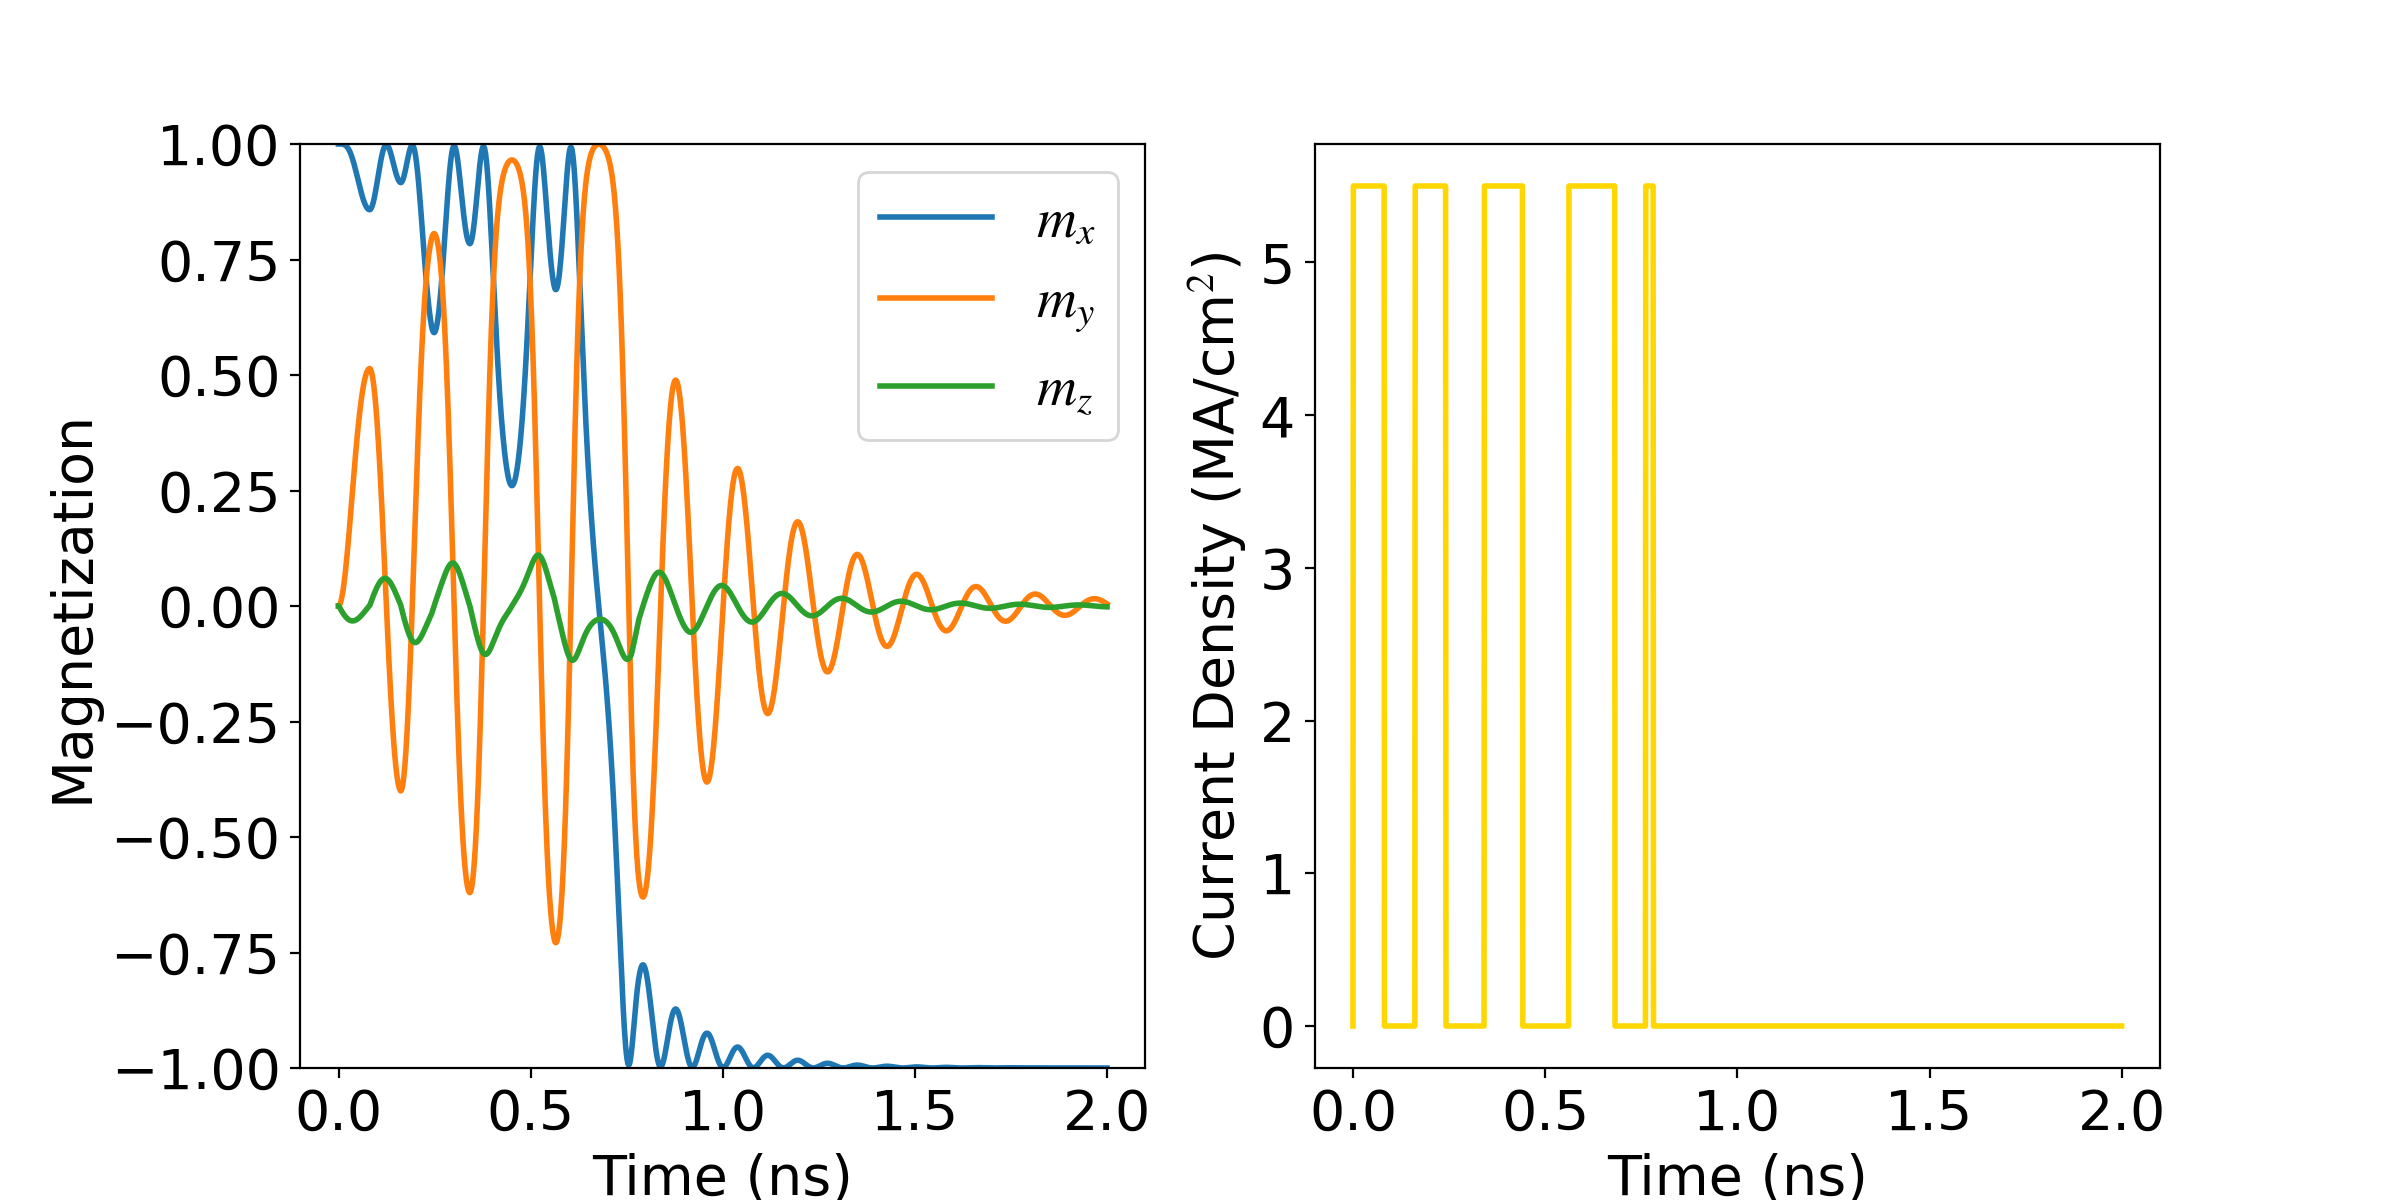 Magnetization
1.00
0.75
0.50
0.25
0.00
−0.25
−0.50
−0.75
−1.00
0.0 0.5 1.0 1.5 2.0
Time (ns)
m_x
m_y
m_z
Current Density (MA/cm²)
5
4
3
2
1
0
0.0 0.5 1.0 1.5 2.0
Time (ns)